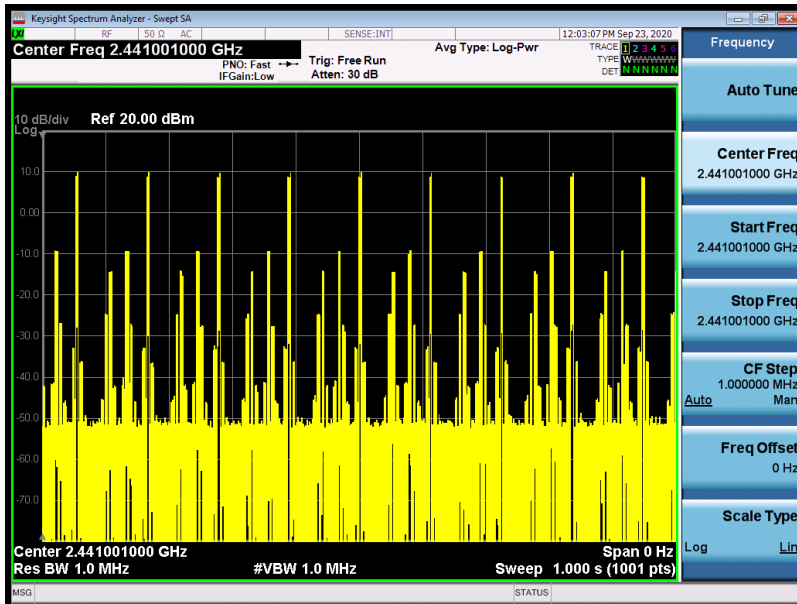 Keysight Spectrum Analyzer - Swept SA
LXI
RF 50 Ω AC SENSE:INT 12:03:07 PM Sep 23, 2020
Center Freq 2.441001000 GHz
Avg Type: Log-Pwr
TRACE 1 2 3 4 5 6
TYPE W WWWWW
DET N N N N N N
PNO: Fast
IFGain:Low
Trig: Free Run
Atten: 30 dB
10 dB/div Ref 20.00 dBm
Log
10.0
0.00
-10.0
-20.0
-30.0
-40.0
-50.0
-60.0
-70.0
Center 2.441001000 GHz Span 0 Hz
Res BW 1.0 MHz #VBW 1.0 MHz Sweep 1.000 s (1001 pts)
MSG STATUS
Frequency
Auto Tune
Center Freq
2.441001000 GHz
Start Freq
2.441001000 GHz
Stop Freq
2.441001000 GHz
CF Step
1.000000 MHz
Auto Man
Freq Offset
0 Hz
Scale Type
Log Lin